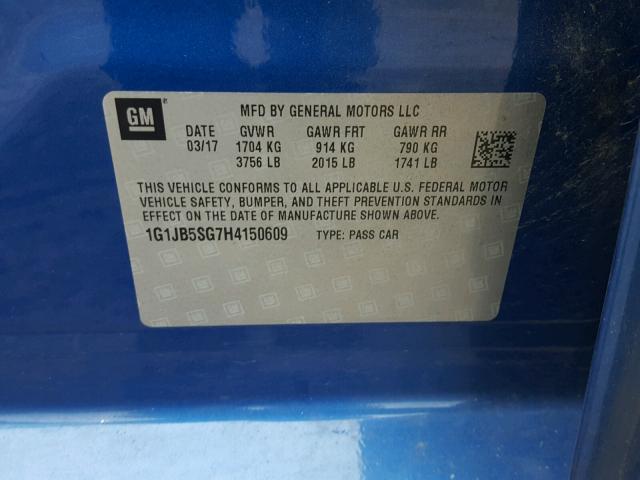 GM
MFD BY GENERAL MOTORS LLC
DATE GVWR GAWR FRT GAWR RR
03/17 1704 KG 914 KG 790 KG
3756 LB 2015 LB 1741 LB
THIS VEHICLE CONFORMS TO ALL APPLICABLE U.S. FEDERAL MOTOR
VEHICLE SAFETY, BUMPER, AND THEFT PREVENTION STANDARDS IN
EFFECT ON THE DATE OF MANUFACTURE SHOWN ABOVE.
1G1JB5SG7H4150609 TYPE: PASS CAR